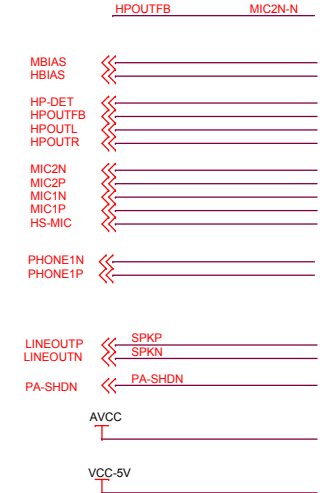 HPOUTFB MIC2N-N
MBIAS
HBIAS
HP-DET
HPOUTFB
HPOUTL
HPOUTR
MIC2N
MIC2P
MIC1N
MIC1P
HS-MIC
PHONE1N
PHONE1P
LINEOUTP SPKP
LINEOUTN SPKN
PA-SHDN PA-SHDN
AVCC
VCC-5V